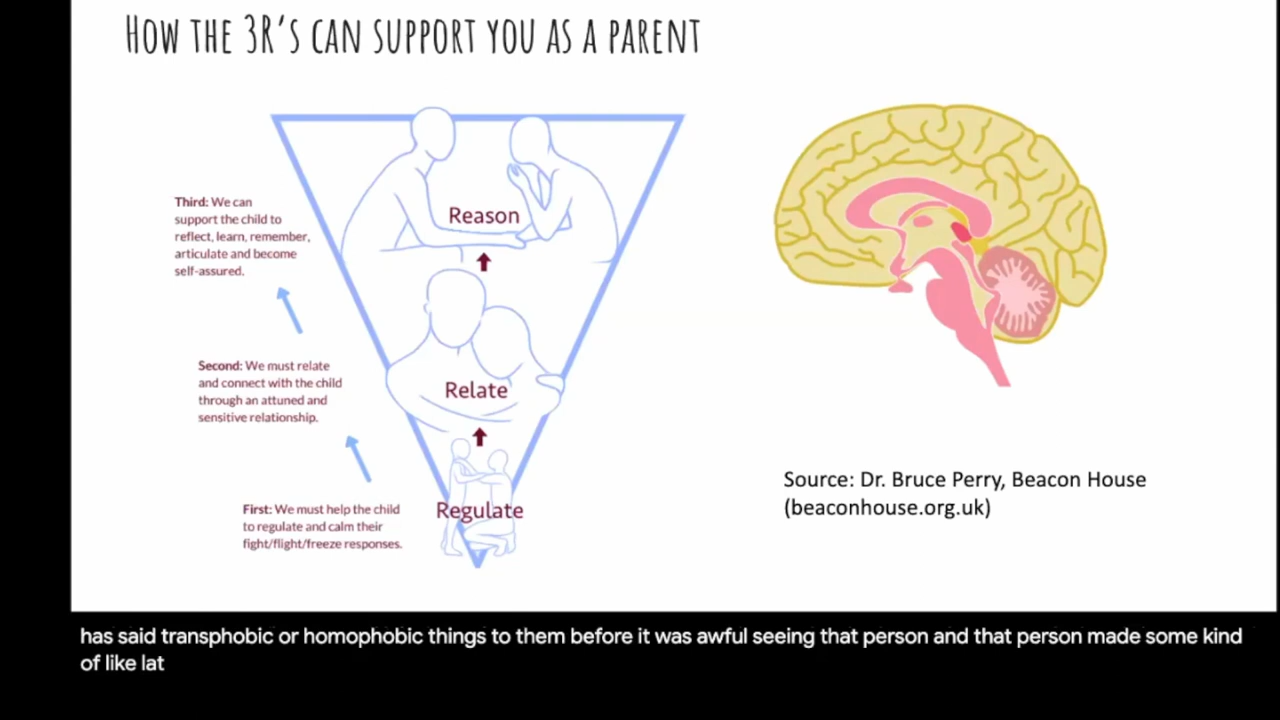 HOW THE 3R'S CAN SUPPORT YOU AS A PARENT
Third: We can
support the child to
reflect, learn, remember,
articulate and become
self-assured.
Reason
Second: We must relate
and connect with the child
through an attuned and
sensitive relationship.
Relate
First: We must help the child
to regulate and calm their
fight/flight/freeze responses.
Regulate
Source: Dr. Bruce Perry, Beacon House
(beaconhouse.org.uk)
has said transphobic or homophobic things to them before it was awful seeing that person and that person made some kind
of like lat